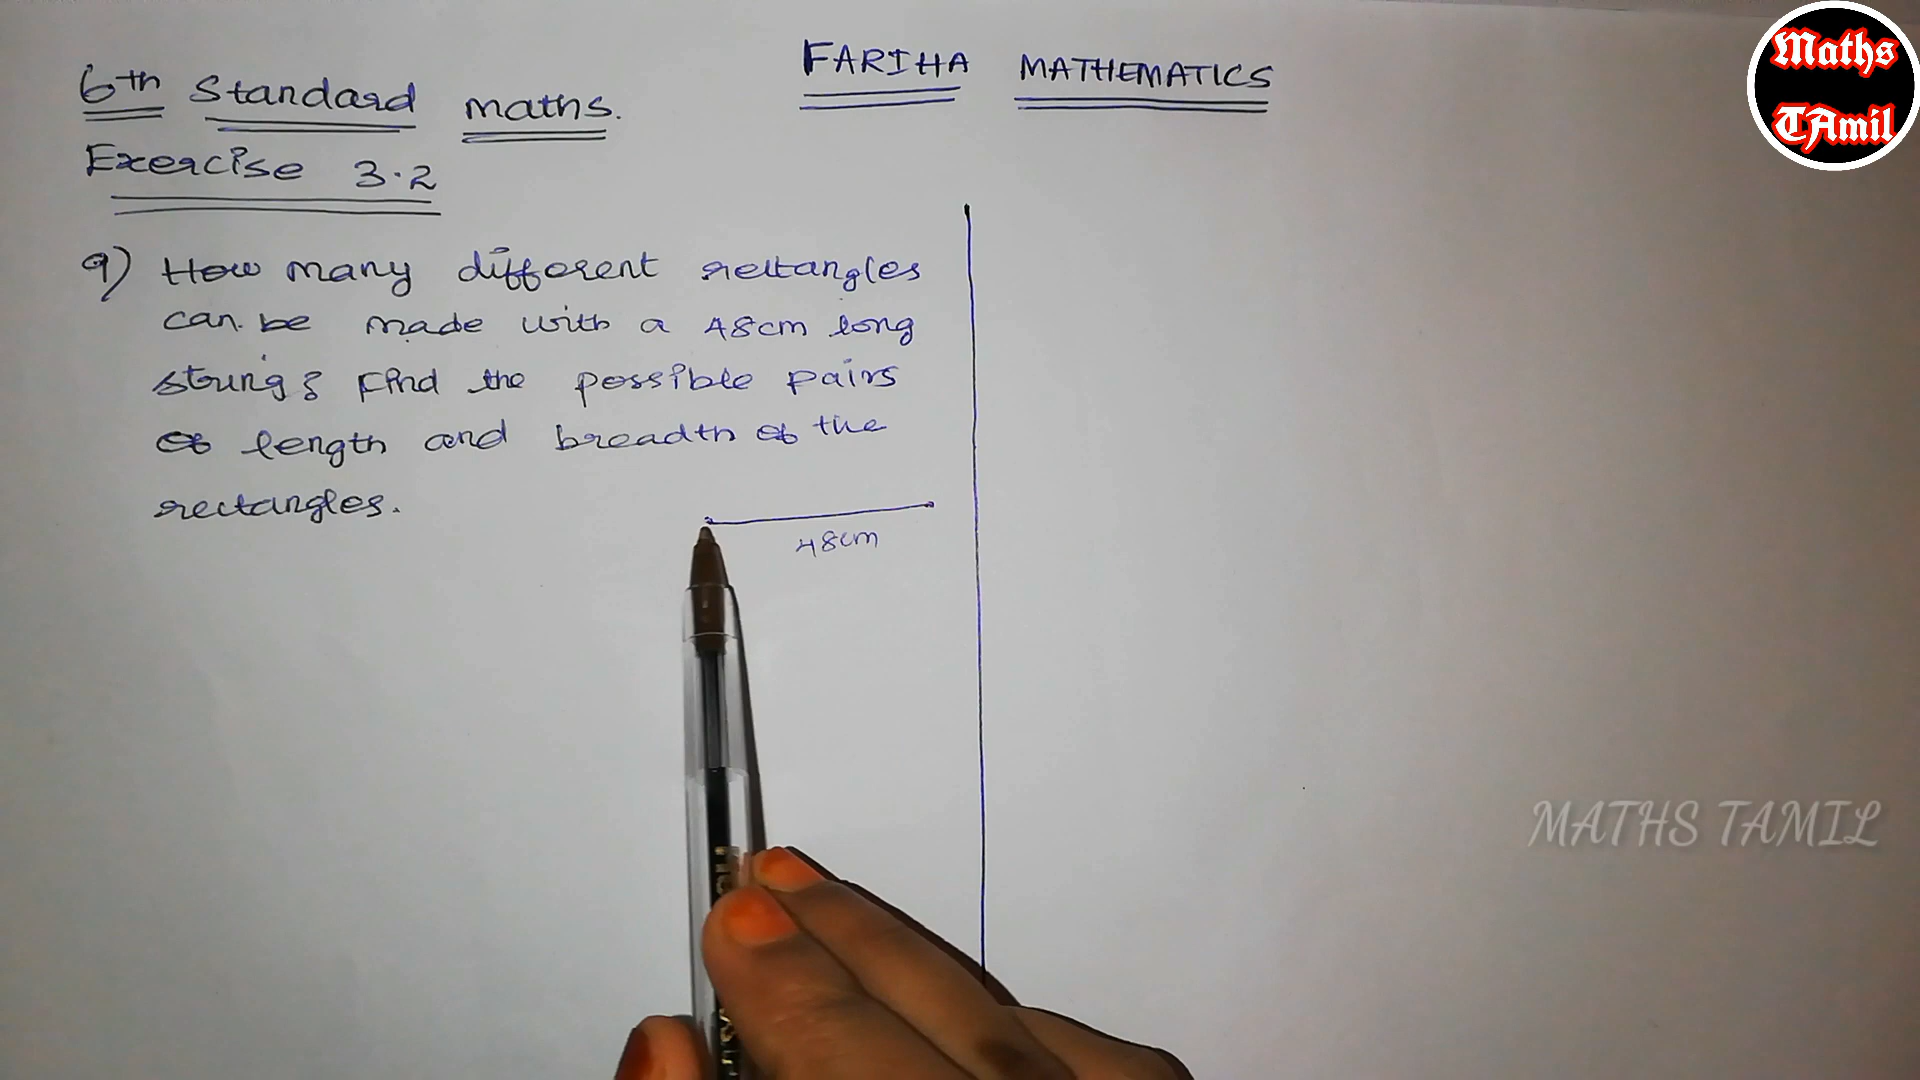 FARIHA MATHEMATICS
Maths
TAmil
6th Standard maths.
Exercise 3.2
9) How many different rectangles
can be made with a 48cm long
string? Find the possible pairs
of length and breadth of the
rectangles.
48cm
MATHS TAMIL